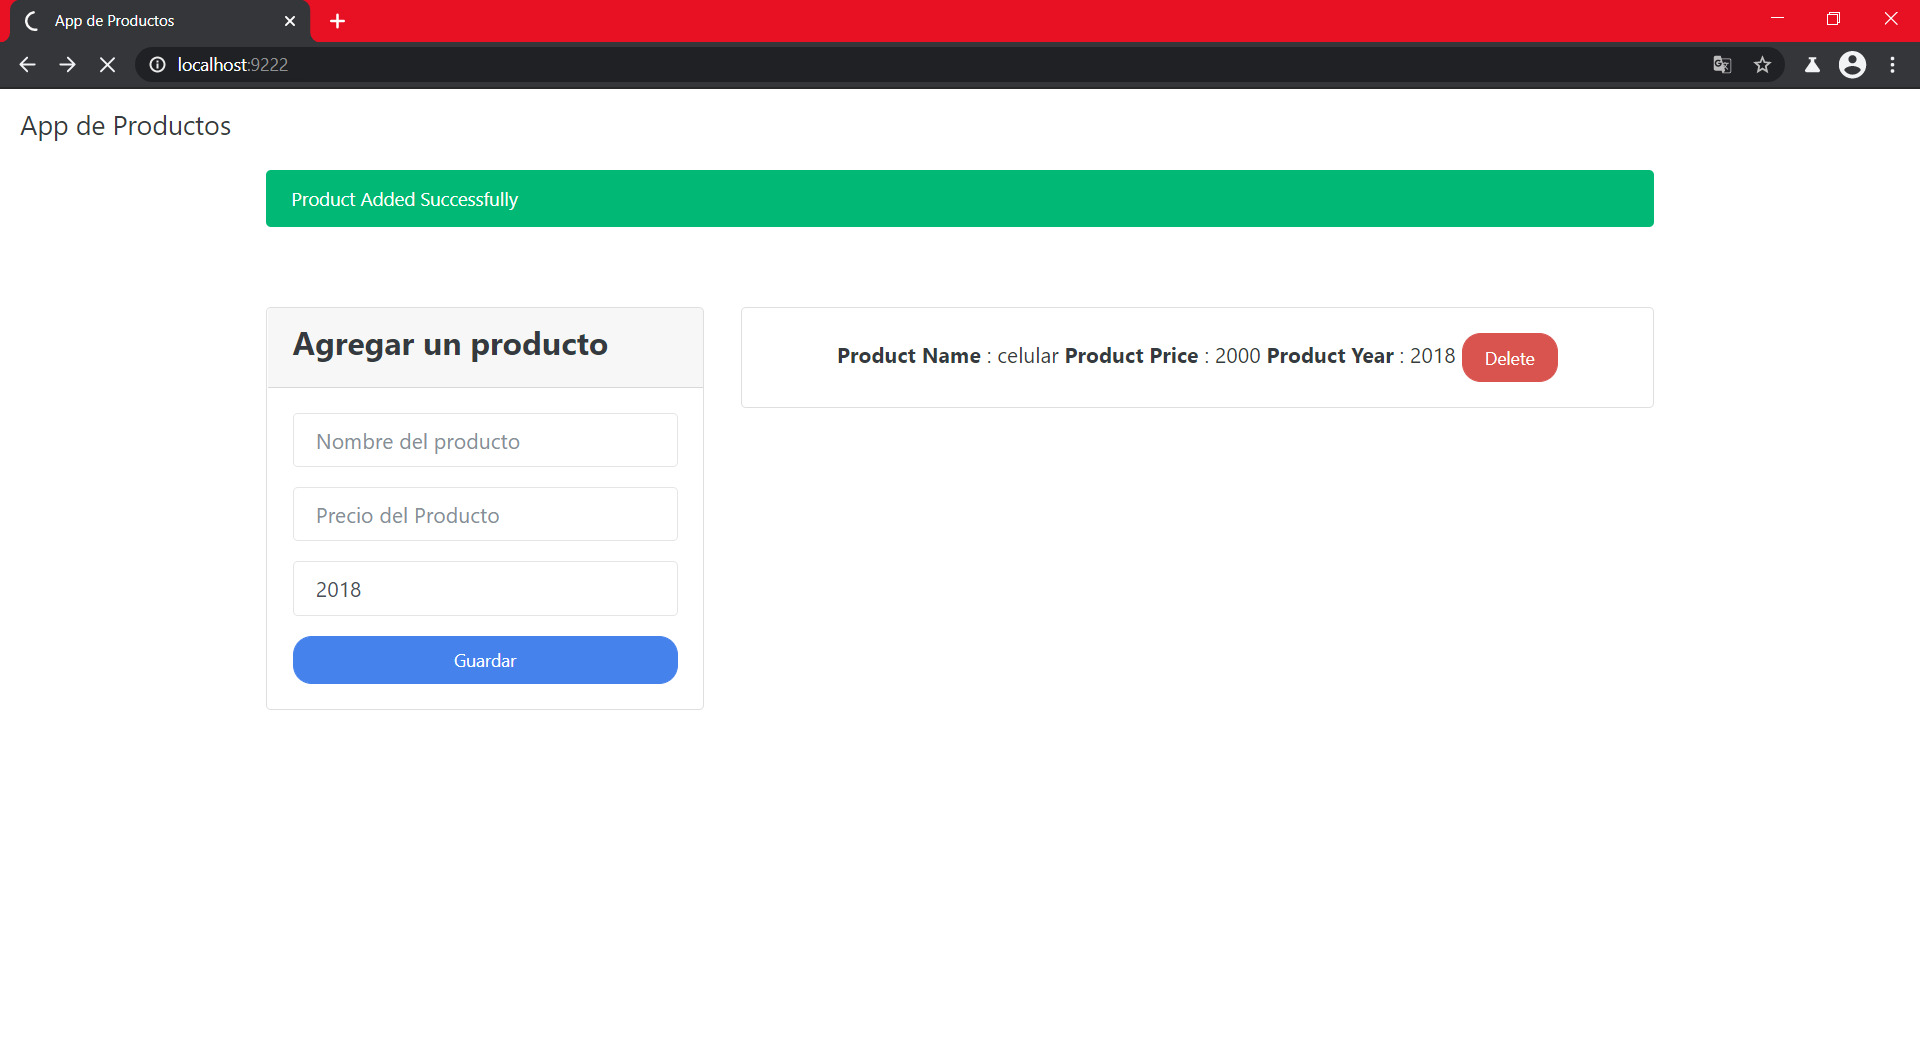 App de Productos
localhost:9222
App de Productos
Product Added Successfully
Agregar un producto
Nombre del producto
Precio del Producto
2018
Guardar
Product Name : celular Product Price : 2000 Product Year : 2018 Delete